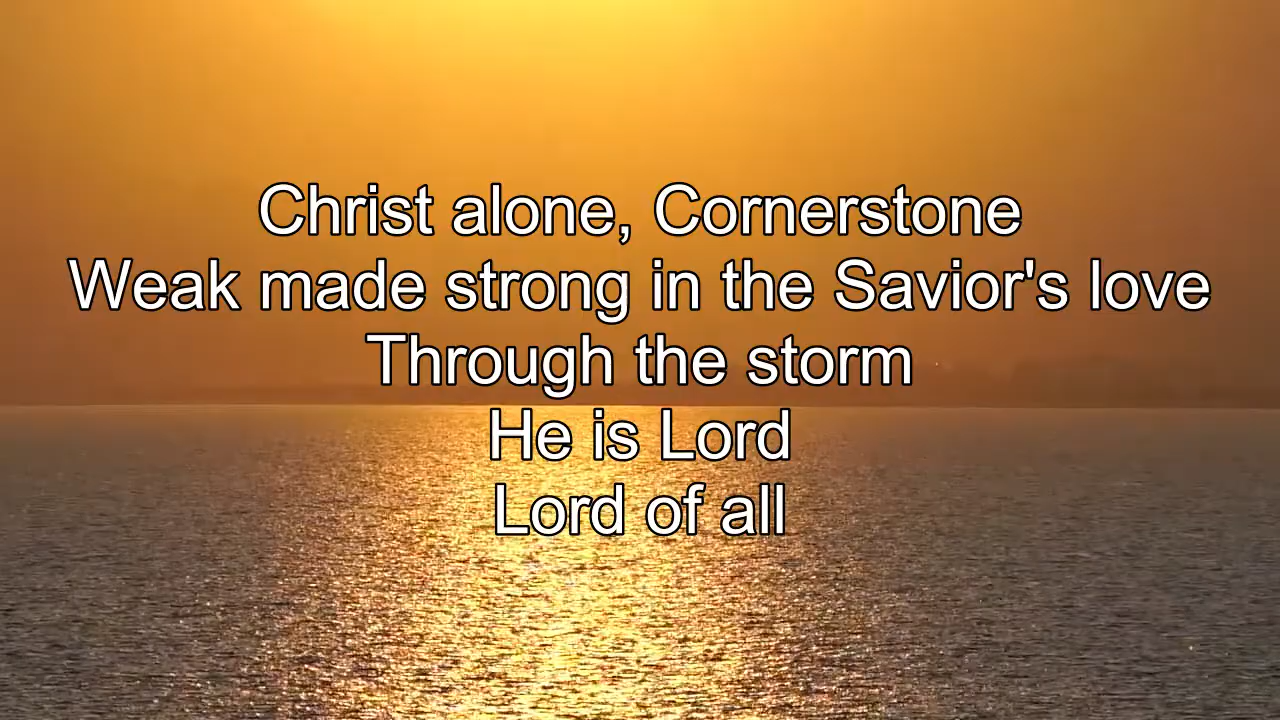 Christ alone, Cornerstone
Weak made strong in the Savior's love
Through the storm
He is Lord
Lord of all